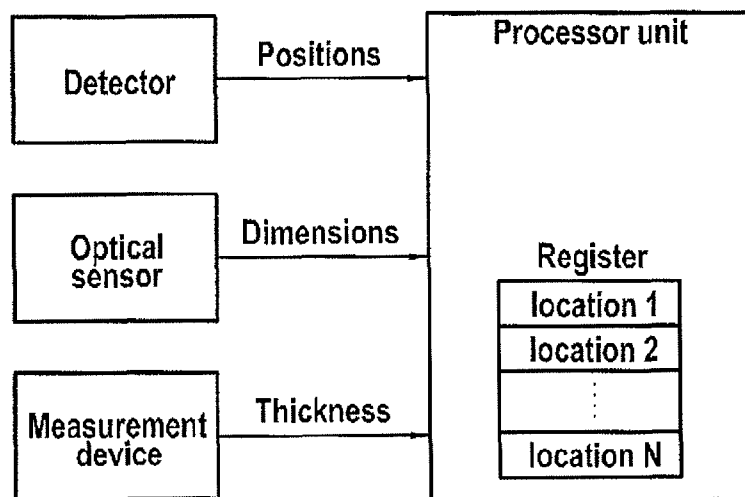 Processor unit
Detector
Positions
Optical
sensor
Dimensions
Measurement
device
Thickness
Register
location 1
location 2
location N